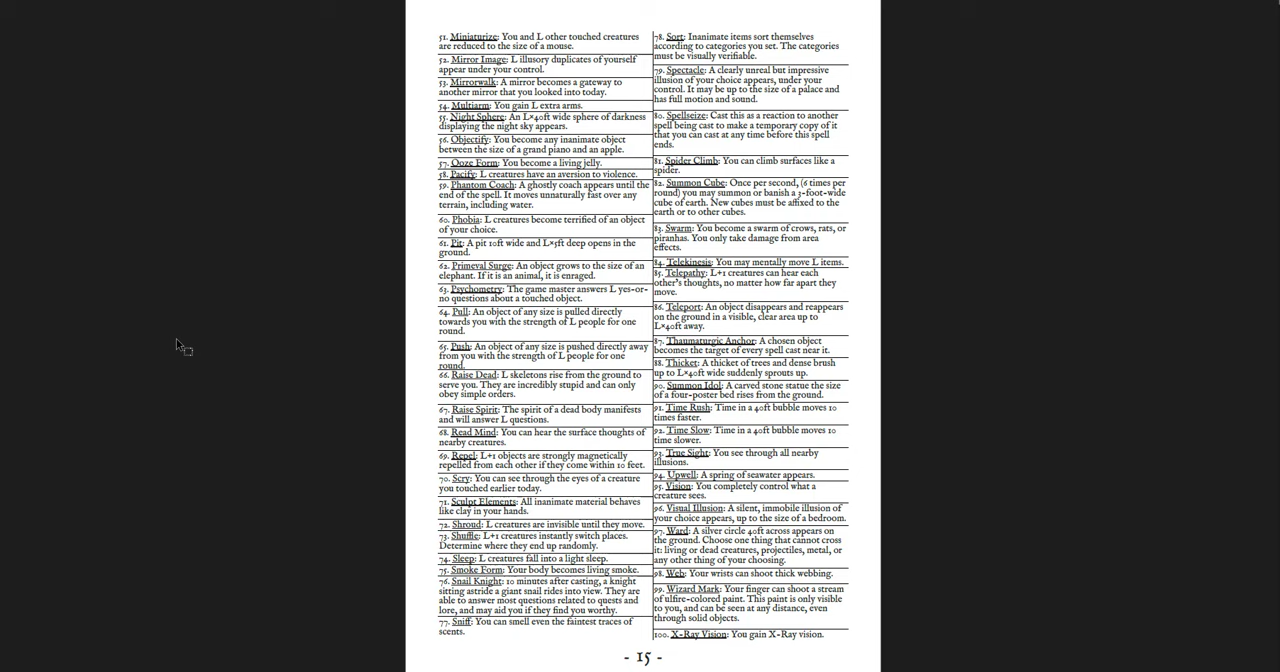 51. Miniaturize: You and L other touched creatures
are reduced to the size of a mouse.
52. Mirror Image: L illusory duplicates of yourself
appear under your control.
53. Mirrorwalk: A mirror becomes a gateway to
another mirror that you looked into today.
54. Multiarm: You gain L extra arms.
55. Night Sphere: An L×40ft wide sphere of darkness
displaying the night sky appears.
56. Objectify: You become any inanimate object
between the size of a grand piano and an apple.
57. Ooze Form: You become a living jelly.
58. Pacify: L creatures have an aversion to violence.
59. Phantom Coach: A ghostly coach appears until the
end of the spell. It moves unnaturally fast over any
terrain, including water.
60. Phobia: L creatures become terrified of an object
of your choice.
61. Pit: A pit 10ft wide and L×5ft deep opens in the
ground.
62. Primeval Surge: An object grows to the size of an
elephant. If it is an animal, it is enraged.
63. Psychometry: The game master answers L yes-or-
no questions about a touched object.
64. Pull: An object of any size is pulled directly
towards you with the strength of L people for one
round.
65. Push: An object of any size is pushed directly away
from you with the strength of L people for one
round.
66. Raise Dead: L skeletons rise from the ground to
serve you. They are incredibly stupid and can only
obey simple orders.
67. Raise Spirit: The spirit of a dead body manifests
and will answer L questions.
68. Read Mind: You can hear the surface thoughts of
nearby creatures.
69. Repel: L+1 objects are strongly magnetically
repelled from each other if they come within 10 feet.
70. Scry: You can see through the eyes of a creature
you touched earlier today.
71. Sculpt Elements: All inanimate material behaves
like clay in your hands.
72. Shroud: L creatures are invisible until they move.
73. Shuffle: L+1 creatures instantly switch places.
Determine where they end up randomly.
74. Sleep: L creatures fall into a light sleep.
75. Smoke Form: Your body becomes living smoke.
76. Snail Knight: 10 minutes after casting, a knight
sitting astride a giant snail rides into view. They are
able to answer most questions related to quests and
lore, and may aid you if they find you worthy.
77. Sniff: You can smell even the faintest traces of
scents.
78. Sort: Inanimate items sort themselves
according to categories you set. The categories
must be visually verifiable.
79. Spectacle: A clearly unreal but impressive
illusion of your choice appears, under your
control. It may be up to the size of a palace and
has full motion and sound.
80. Spellseize: Cast this as a reaction to another
spell being cast to make a temporary copy of it
that you can cast at any time before this spell
ends.
81. Spider Climb: You can climb surfaces like a
spider.
82. Summon Cube: Once per second, (6 times per
round) you may summon or banish a 3-foot-wide
cube of earth. New cubes must be affixed to the
earth or to other cubes.
83. Swarm: You become a swarm of crows, rats, or
piranhas. You only take damage from area
effects.
84. Telekinesis: You may mentally move L items.
85. Telepathy: L+1 creatures can hear each
other's thoughts, no matter how far apart they
move.
86. Teleport: An object disappears and reappears
on the ground in a visible, clear area up to
L×40ft away.
87. Thaumaturgic Anchor: A chosen object
becomes the target of every spell cast near it.
88. Thicket: A thicket of trees and dense brush
up to L×40ft wide suddenly sprouts up.
90. Summon Idol: A carved stone statue the size
of a four-poster bed rises from the ground.
91. Time Rush: Time in a 40ft bubble moves 10
times faster.
92. Time Slow: Time in a 40ft bubble moves 10
time slower.
93. True Sight: You see through all nearby
illusions.
94. Upwell: A spring of seawater appears.
95. Vision: You completely control what a
creature sees.
96. Visual Illusion: A silent, immobile illusion of
your choice appears, up to the size of a bedroom.
97. Ward: A silver circle 40ft across appears on
the ground. Choose one thing that cannot cross
it: living or dead creatures, projectiles, metal, or
any other thing of your choosing.
98. Web: Your wrists can shoot thick webbing.
99. Wizard Mark: Your finger can shoot a stream
of ulfire-colored paint. This paint is only visible
to you, and can be seen at any distance, even
through solid objects.
100. X-Ray Vision: You gain X-Ray vision.
- 15 -